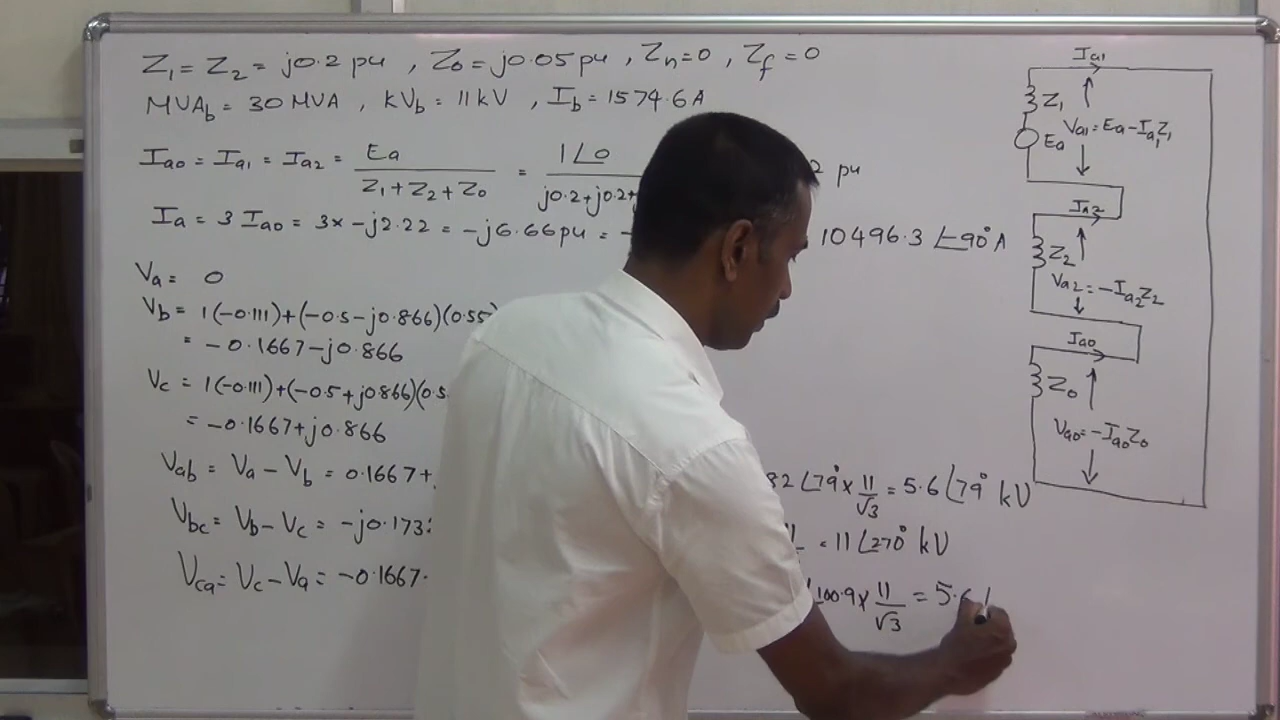 Z₁ = Z₂ = j0.2 pu , Z₀ = j0.05 pu , Zn = 0 , Zf = 0
MVAb = 30 MVA , kVb = 11 kV , Ib = 1574.6 A
Ia0 = Ia1 = Ia2 = Ea / (Z₁ + Z₂ + Z₀) = 1∠0 / (j0.2 + j0.2 + 2 pu
Ia = 3 Ia0 = 3 x -j2.22 = -j6.66 pu = - 10496.3 ∠90° A
Va = 0
Vb = 1(-0.111) + (-0.5 - j0.866)(0.55
= -0.1667 - j0.866
Vc = 1(-0.111) + (-0.5 + j0.866)(0.5
= -0.1667 + j0.866
Vab = Va - Vb = 0.1667 + 82 ∠79° x 11/√3 = 5.6 ∠79° kV
Vbc = Vb - Vc = -j0.173 = 11 ∠270° kV
Vca = Vc - Va = -0.1667 ∠100.9 x 11/√3 = 5.6
Ia1
Z₁
Ea
Va1 = Ea - Ia1 Z₁
Ia2
Z₂
Va2 = -Ia2 Z₂
Ia0
Z₀
Va0 = -Ia0 Z₀